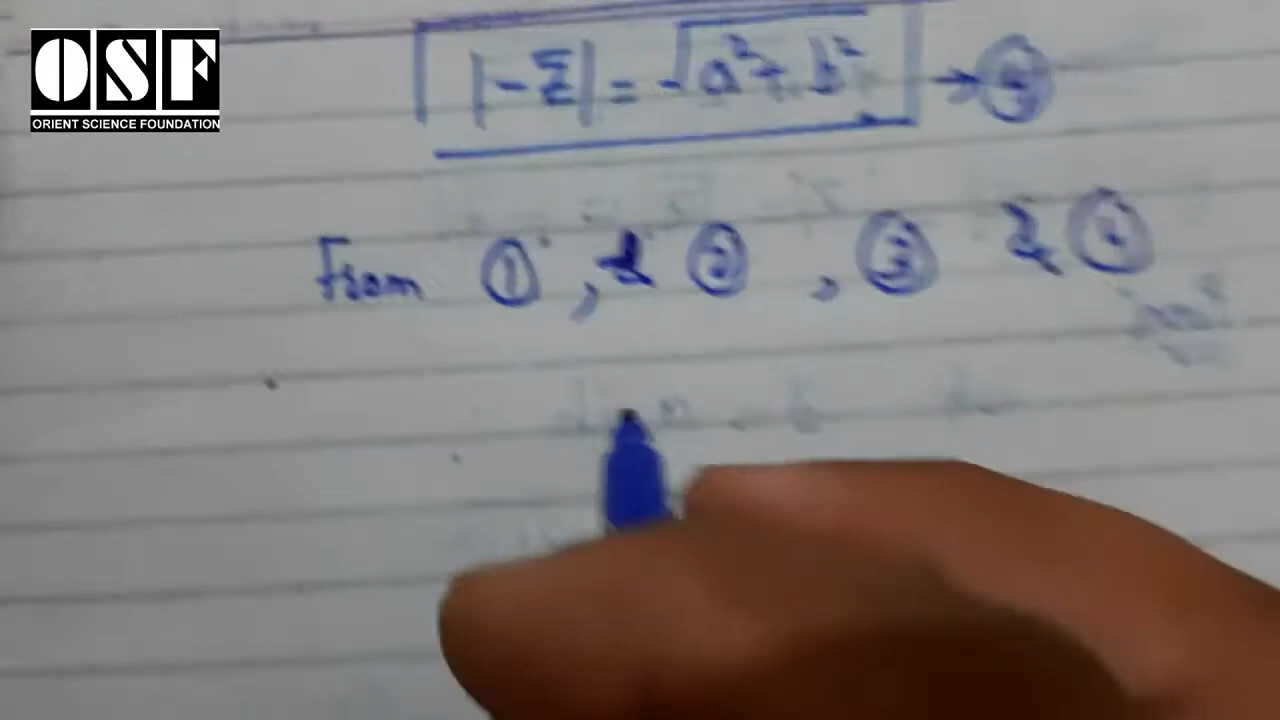 OSF
ORIENT SCIENCE FOUNDATION
|-z̅| = √a²+b² → ④
From ①, & ②, ③ & ④